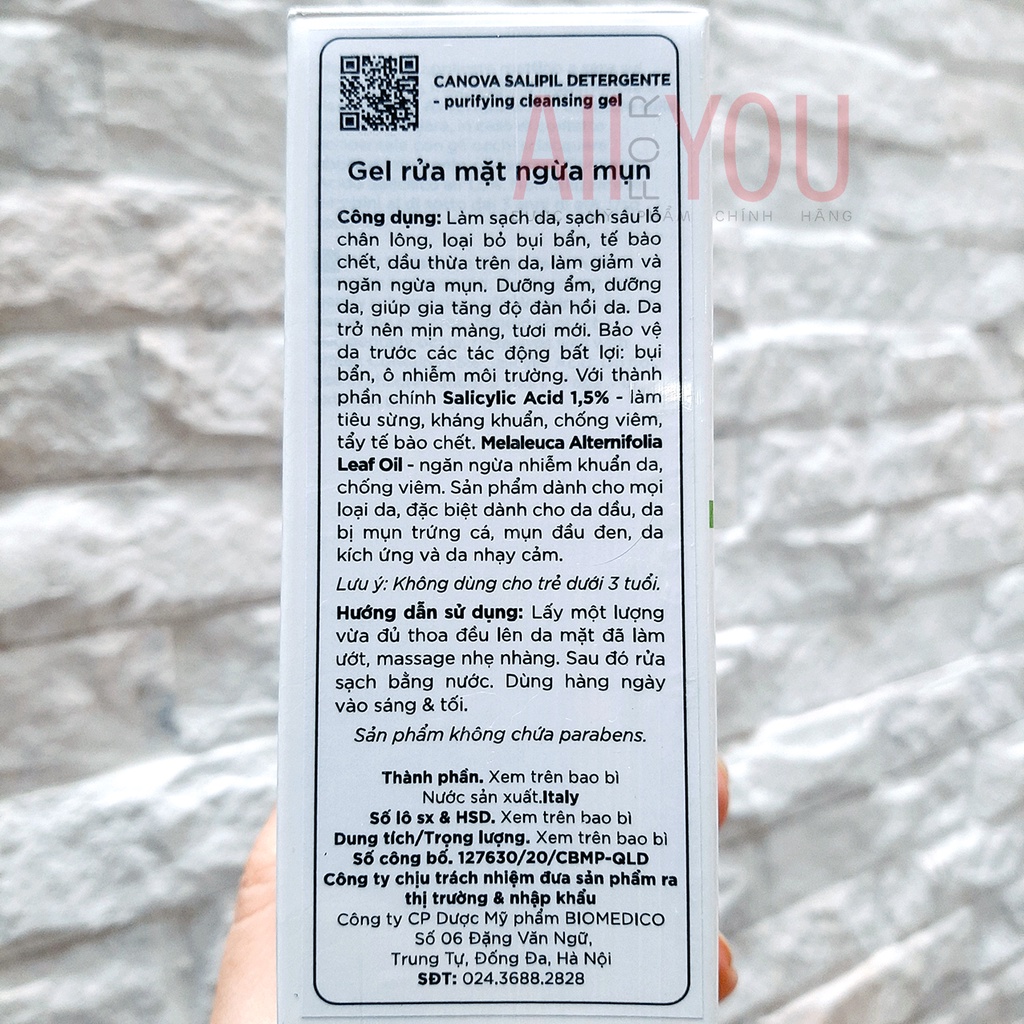 CANOVA SALIPIL DETERGENTE
- purifying cleansing gel
All FOR YOU
CHÍNH HÃNG
Gel rửa mặt ngừa mụn
Công dụng: Làm sạch da, sạch sâu lỗ
chân lông, loại bỏ bụi bẩn, tế bào
chết, dầu thừa trên da, làm giảm và
ngăn ngừa mụn. Dưỡng ẩm, dưỡng
da, giúp gia tăng độ đàn hồi da. Da
trở nên mịn màng, tươi mới. Bảo vệ
da trước các tác động bất lợi: bụi
bẩn, ô nhiễm môi trường. Với thành
phần chính Salicylic Acid 1,5% - làm
tiêu sừng, kháng khuẩn, chống viêm,
tẩy tế bào chết. Melaleuca Alternifolia
Leaf Oil - ngăn ngừa nhiễm khuẩn da,
chống viêm. Sản phẩm dành cho mọi
loại da, đặc biệt dành cho da dầu, da
bị mụn trứng cá, mụn đầu đen, da
kích ứng và da nhạy cảm.
Lưu ý: Không dùng cho trẻ dưới 3 tuổi.
Hướng dẫn sử dụng: Lấy một lượng
vừa đủ thoa đều lên da mặt đã làm
ướt, massage nhẹ nhàng. Sau đó rửa
sạch bằng nước. Dùng hàng ngày
vào sáng & tối.
Sản phẩm không chứa parabens.
Thành phần. Xem trên bao bì
Nước sản xuất.Italy
Số lô sx & HSD. Xem trên bao bì
Dung tích/Trọng lượng. Xem trên bao bì
Số công bố. 127630/20/CBMP-QLD
Công ty chịu trách nhiệm đưa sản phẩm ra
thị trường & nhập khẩu
Công ty CP Dược Mỹ phẩm BIOMEDICO
Số 06 Đặng Văn Ngữ,
Trung Tự, Đống Đa, Hà Nội
SĐT: 024.3688.2828